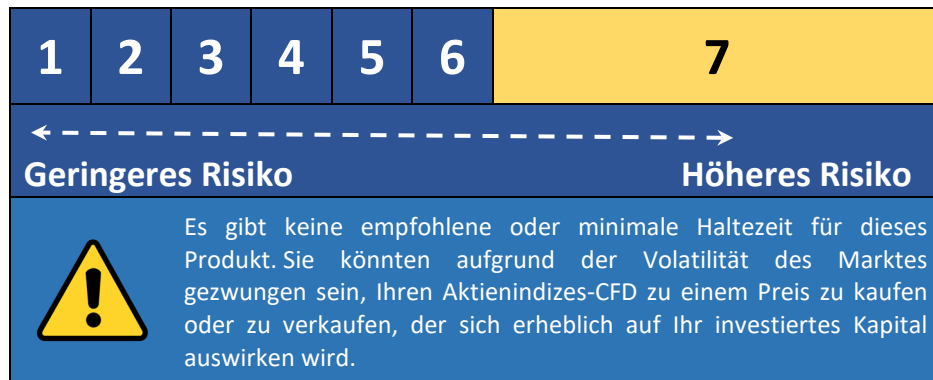 1 2 3 4 5 6 7
Geringeres Risiko Höheres Risiko
Es gibt keine empfohlene oder minimale Haltezeit für dieses
Produkt. Sie könnten aufgrund der Volatilität des Marktes
gezwungen sein, Ihren Aktienindizes-CFD zu einem Preis zu kaufen
oder zu verkaufen, der sich erheblich auf Ihr investiertes Kapital
auswirken wird.